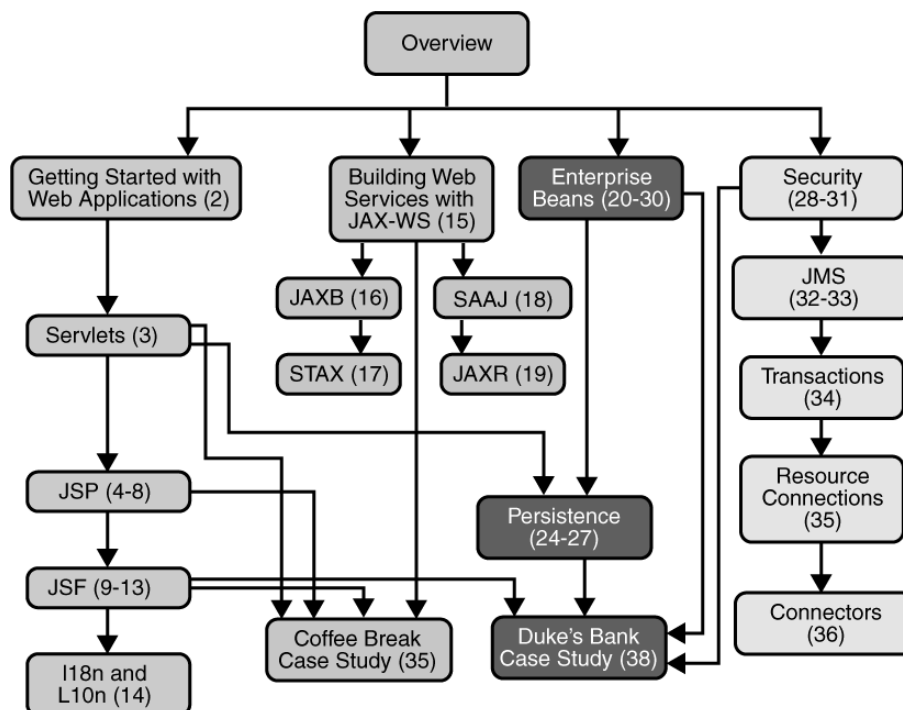 Overview
Getting Started with
Web Applications (2)
Building Web
Services with
JAX-WS (15)
Enterprise
Beans (20-30)
Security
(28-31)
JAXB (16)
SAAJ (18)
JMS
(32-33)
Servlets (3)
STAX (17)
JAXR (19)
Transactions
(34)
JSP (4-8)
Persistence
(24-27)
Resource
Connections
(35)
JSF (9-13)
Coffee Break
Case Study (35)
Duke's Bank
Case Study (38)
Connectors
(36)
I18n and
L10n (14)